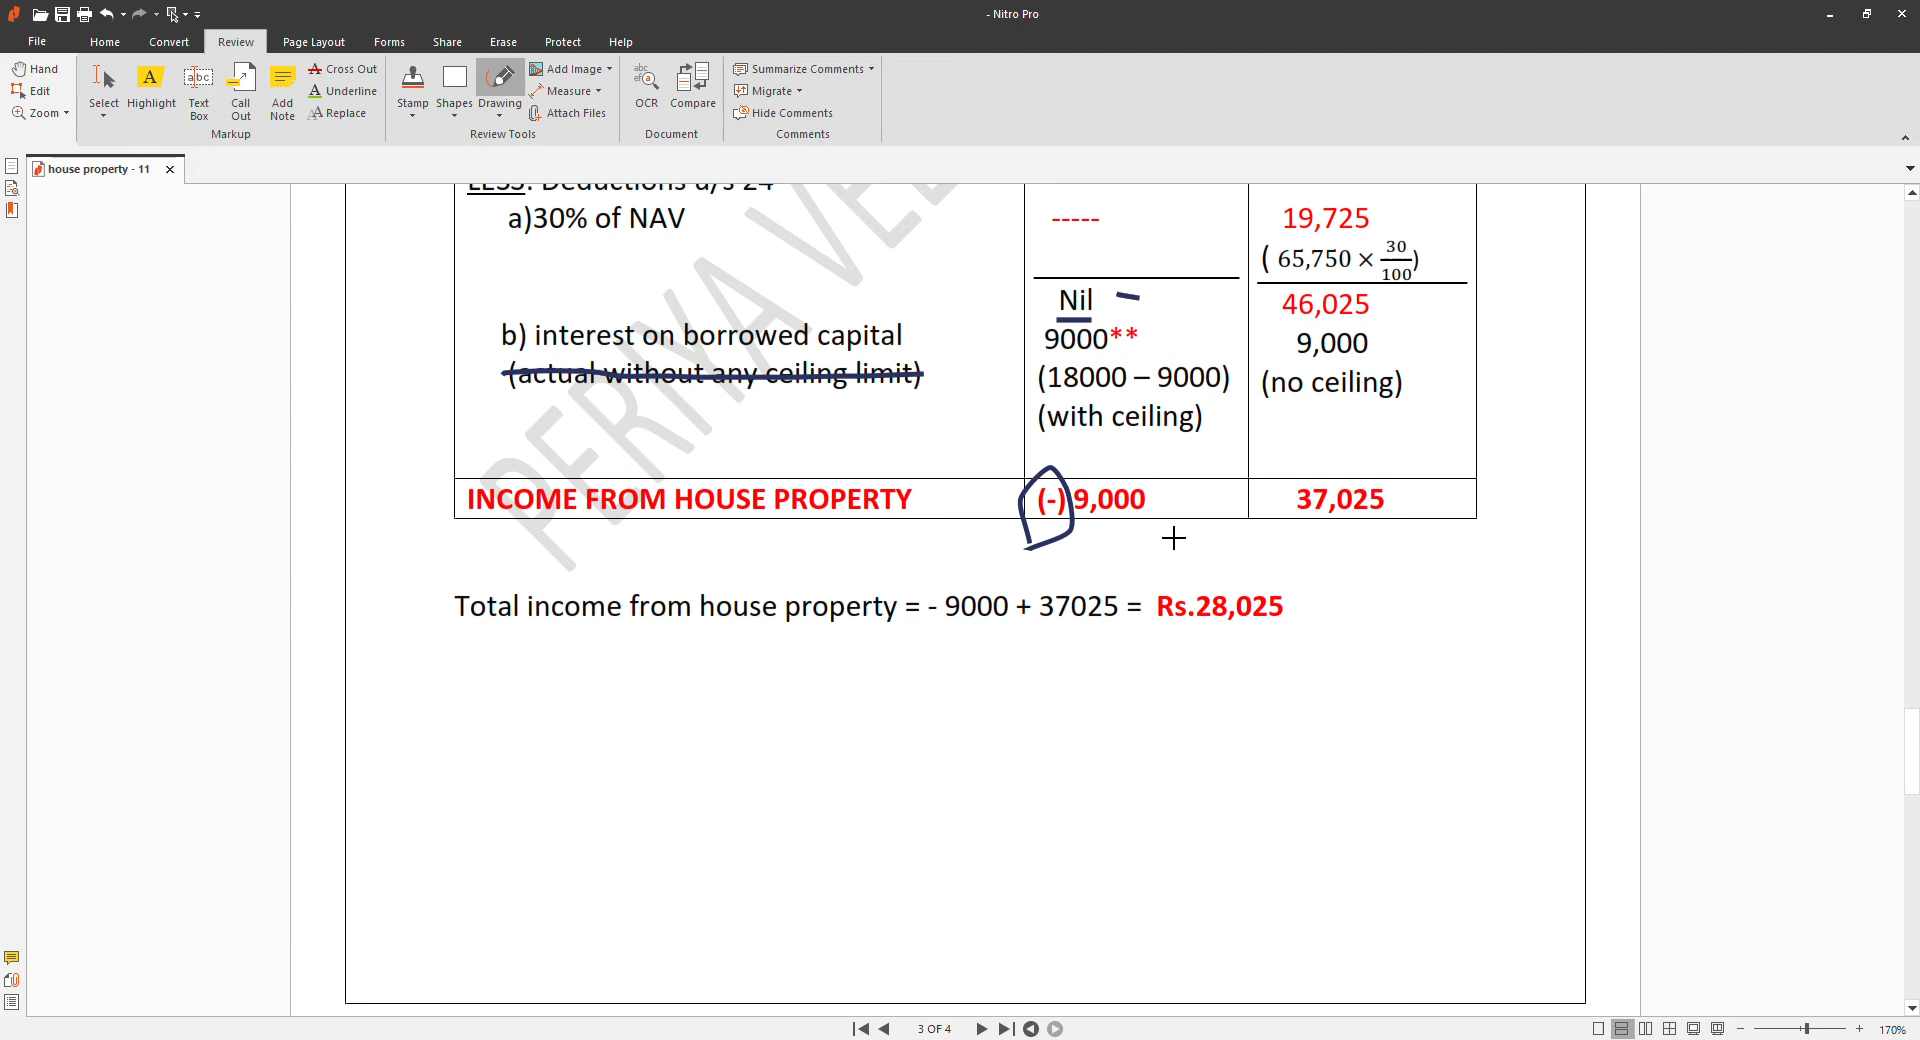 - Nitro Pro
File Home Convert Review Page Layout Forms Share Erase Protect Help
Hand
Edit
Zoom
Select
Highlight
Text Box
Call Out
Add Note
Cross Out
Underline
Replace
Markup
Stamp
Shapes
Drawing
Add Image
Measure
Attach Files
Review Tools
OCR
Compare
Document
Summarize Comments
Migrate
Hide Comments
Comments
house property - 11
LESS: Deductions u/s 24
a)30% of NAV ----- 19,725
( 65,750 × 30/100)
Nil 46,025
b) interest on borrowed capital 9000** 9,000
(actual without any ceiling limit) (18000 – 9000) (no ceiling)
(with ceiling)
INCOME FROM HOUSE PROPERTY (-) 9,000 37,025
Total income from house property = - 9000 + 37025 = Rs.28,025
PERIYA VE
3 OF 4
170%